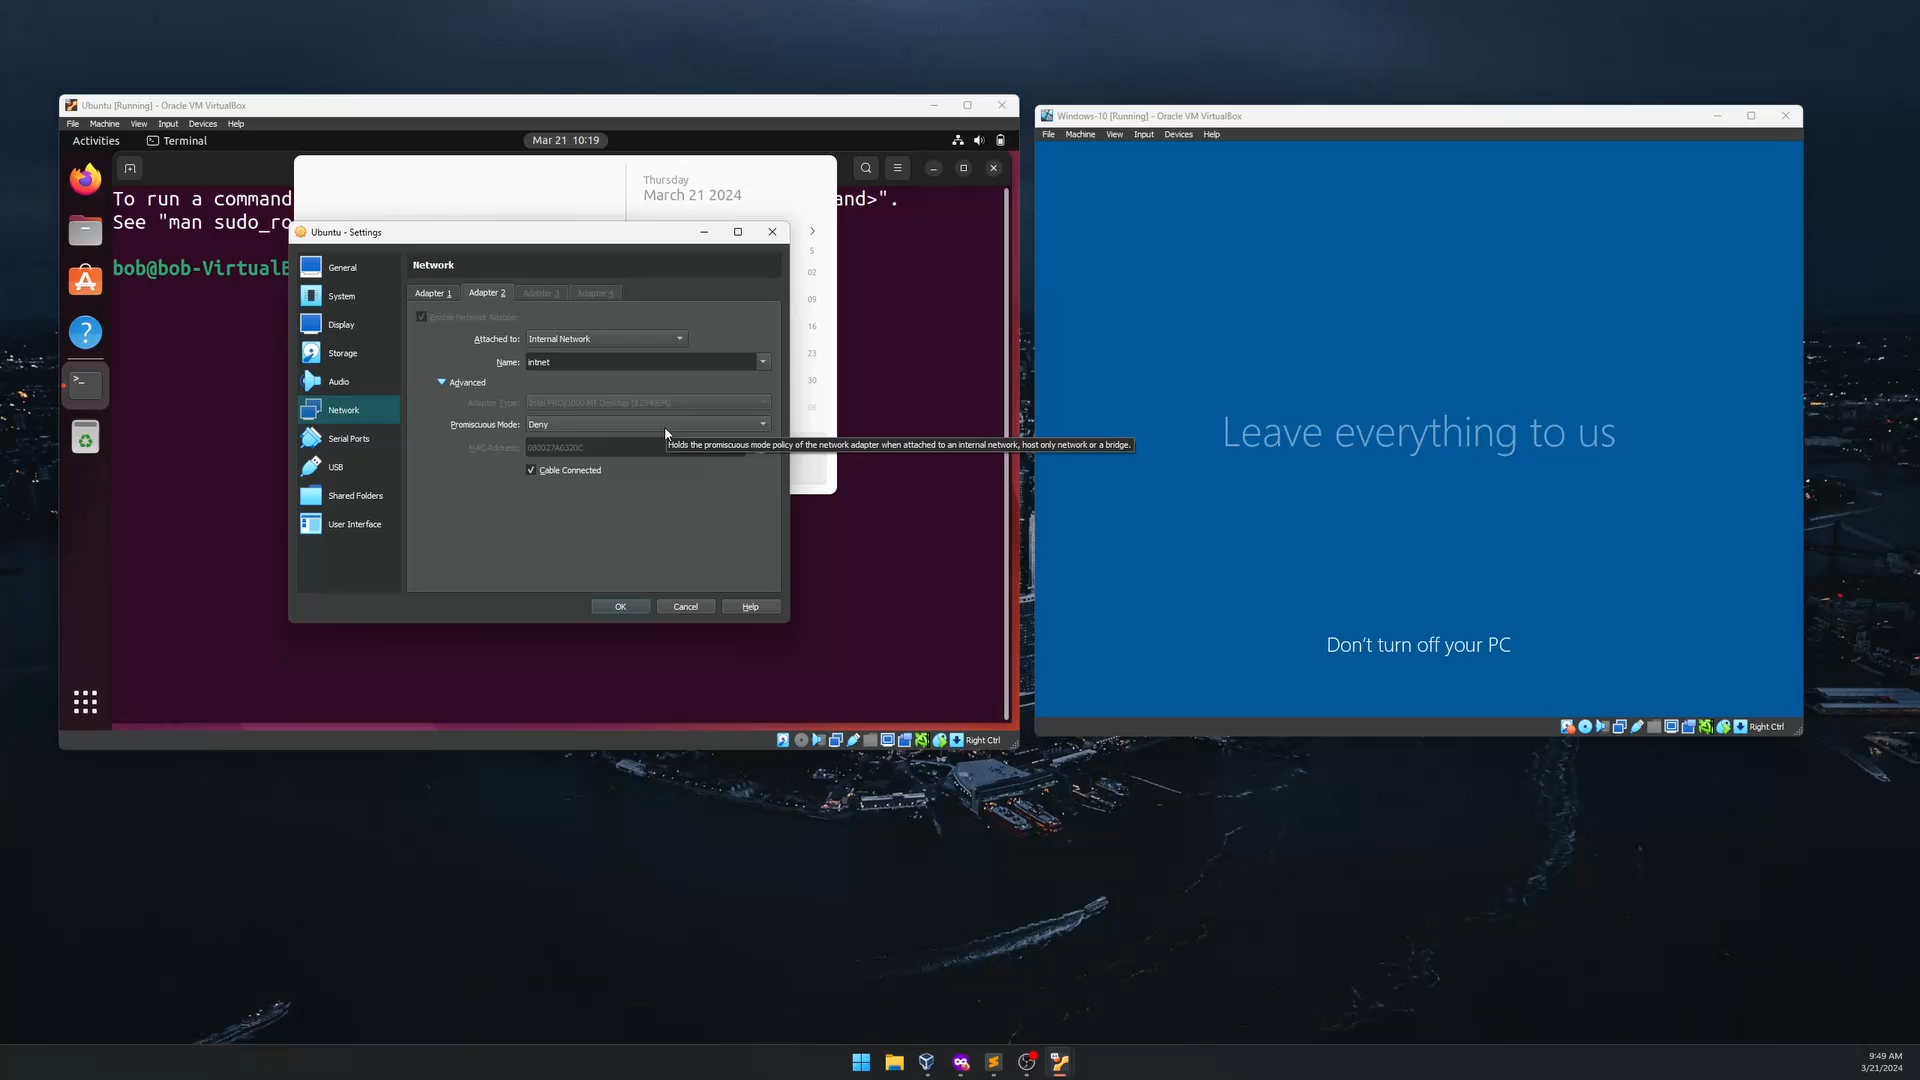 Ubuntu [Running] - Oracle VM VirtualBox
File Machine View Input Devices Help
Activities
Terminal
Mar 21 10:19
Thursday
March 21 2024
To run a command
and>".
See "man sudo_ro
bob@bob-VirtualB
S
02
09
16
23
30
06
Ubuntu - Settings
General
System
Display
Storage
Audio
Network
Serial Ports
USB
Shared Folders
User Interface
Network
Adapter 1
Adapter 2
Adapter 3
Adapter 4
Enable Network Adapter
Attached to: Internal Network
Name: intnet
Advanced
Adapter Type: Intel PRO/1000 MT Desktop (82540EM)
Promiscuous Mode: Deny
Holds the promiscuous mode policy of the network adapter when attached to an internal network, host only network or a bridge.
MAC Address: 080027A0320C
Cable Connected
OK
Cancel
Help
Right Ctrl
Windows-10 [Running] - Oracle VM VirtualBox
File Machine View Input Devices Help
Leave everything to us
Don’t turn off your PC
Right Ctrl
9:49 AM
3/21/2024